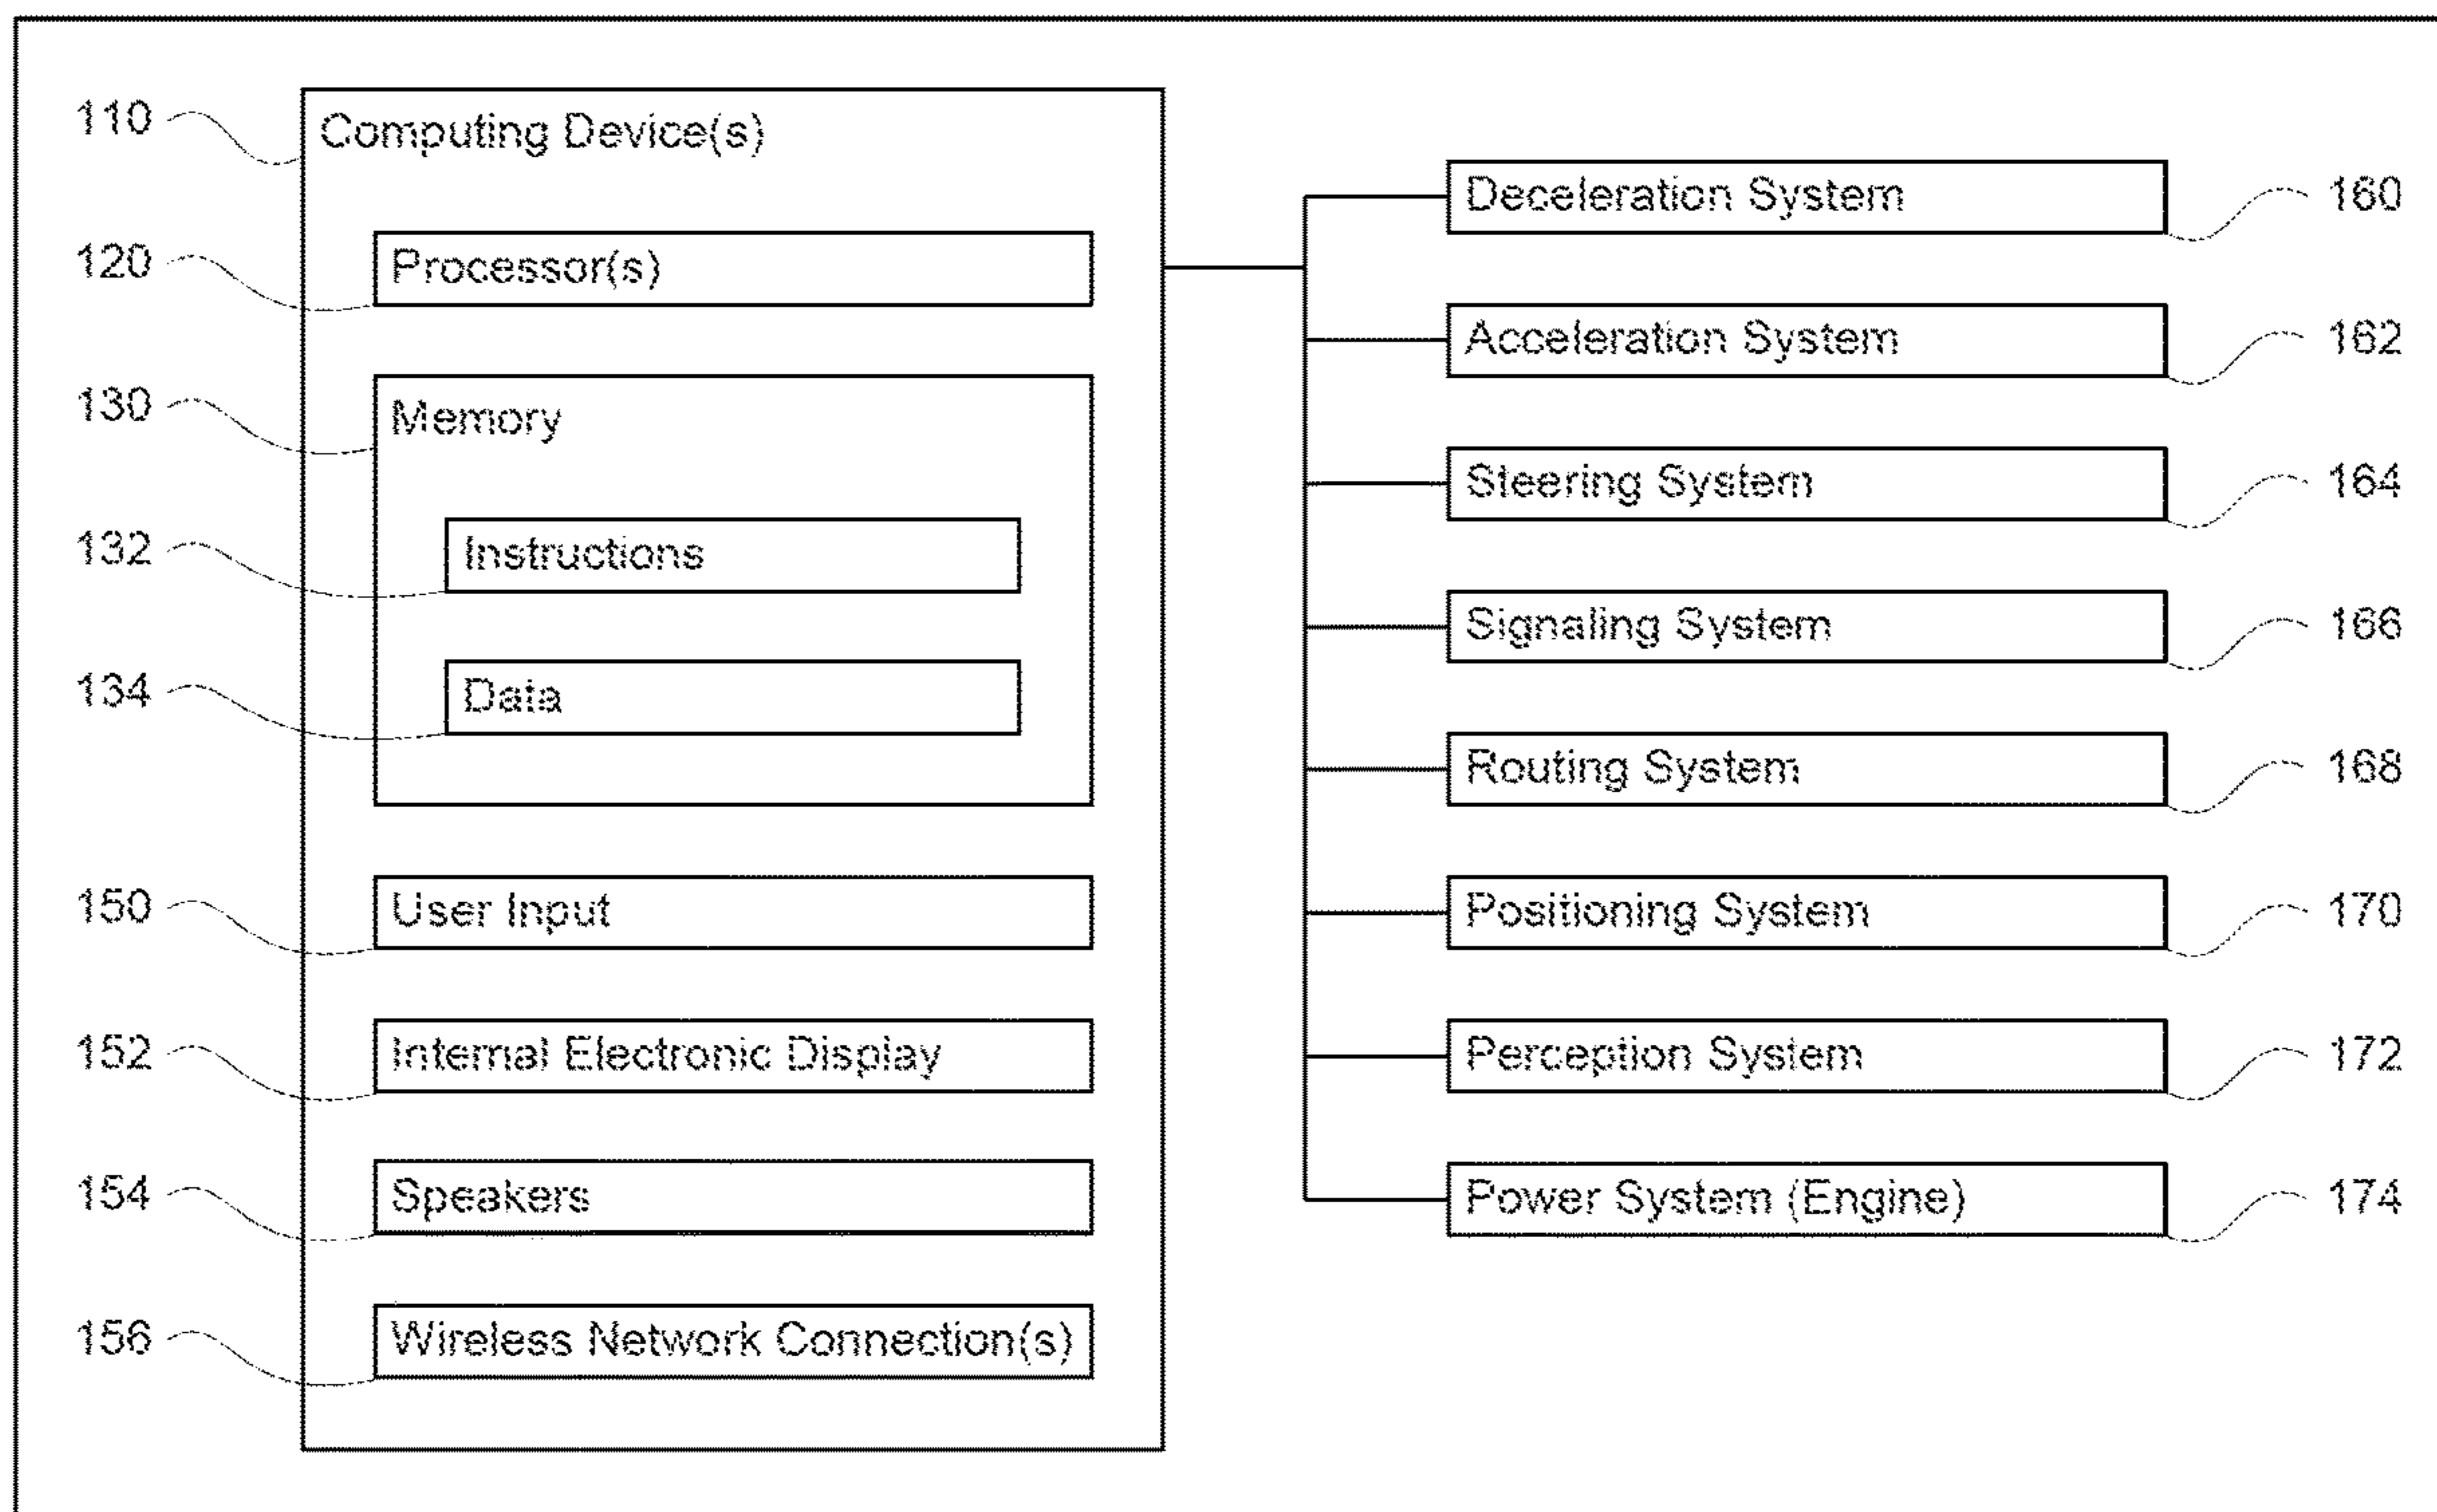 110 Computing Device(s)
120 Processor(s)
130 Memory
132 Instructions
134 Data
150 User Input
152 Internal Electronic Display
154 Speakers
156 Wireless Network Connection(s)
Deceleration System 160
Acceleration System 162
Steering System 164
Signaling System 166
Routing System 168
Positioning System 170
Perception System 172
Power System (Engine) 174